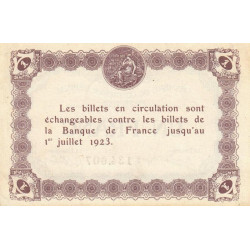 Les billets en circulation sont
échangeables contre les billets de
la Banque de France jusqu'au
1er juillet 1923.